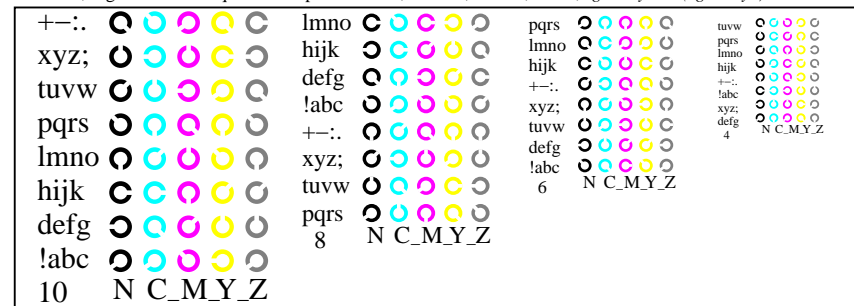 +−:.
xyz;
tuvw
pqrs
lmno
hijk
defg
!abc
10 N C_M_Y_Z
lmno
hijk
defg
!abc
+−:.
xyz;
tuvw
pqrs
8 N C_M_Y_Z
pqrs
lmno
hijk
+−:.
xyz;
tuvw
defg
!abc
6 N C_M_Y_Z
tuvw
pqrs
lmno
hijk
+−:.
!abc
xyz;
defg
4 N C_M_Y_Z